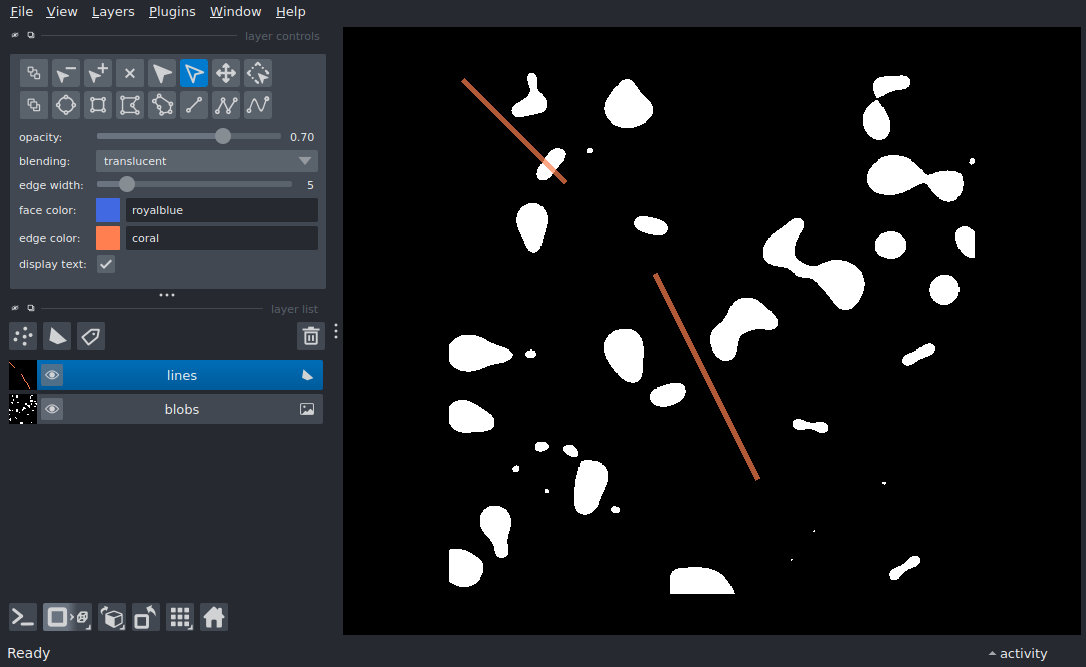 File View Layers Plugins Window Help
layer controls
opacity: 0.70
blending: translucent
edge width: 5
face color: royalblue
edge color: coral
display text:
layer list
lines
blobs
Ready activity